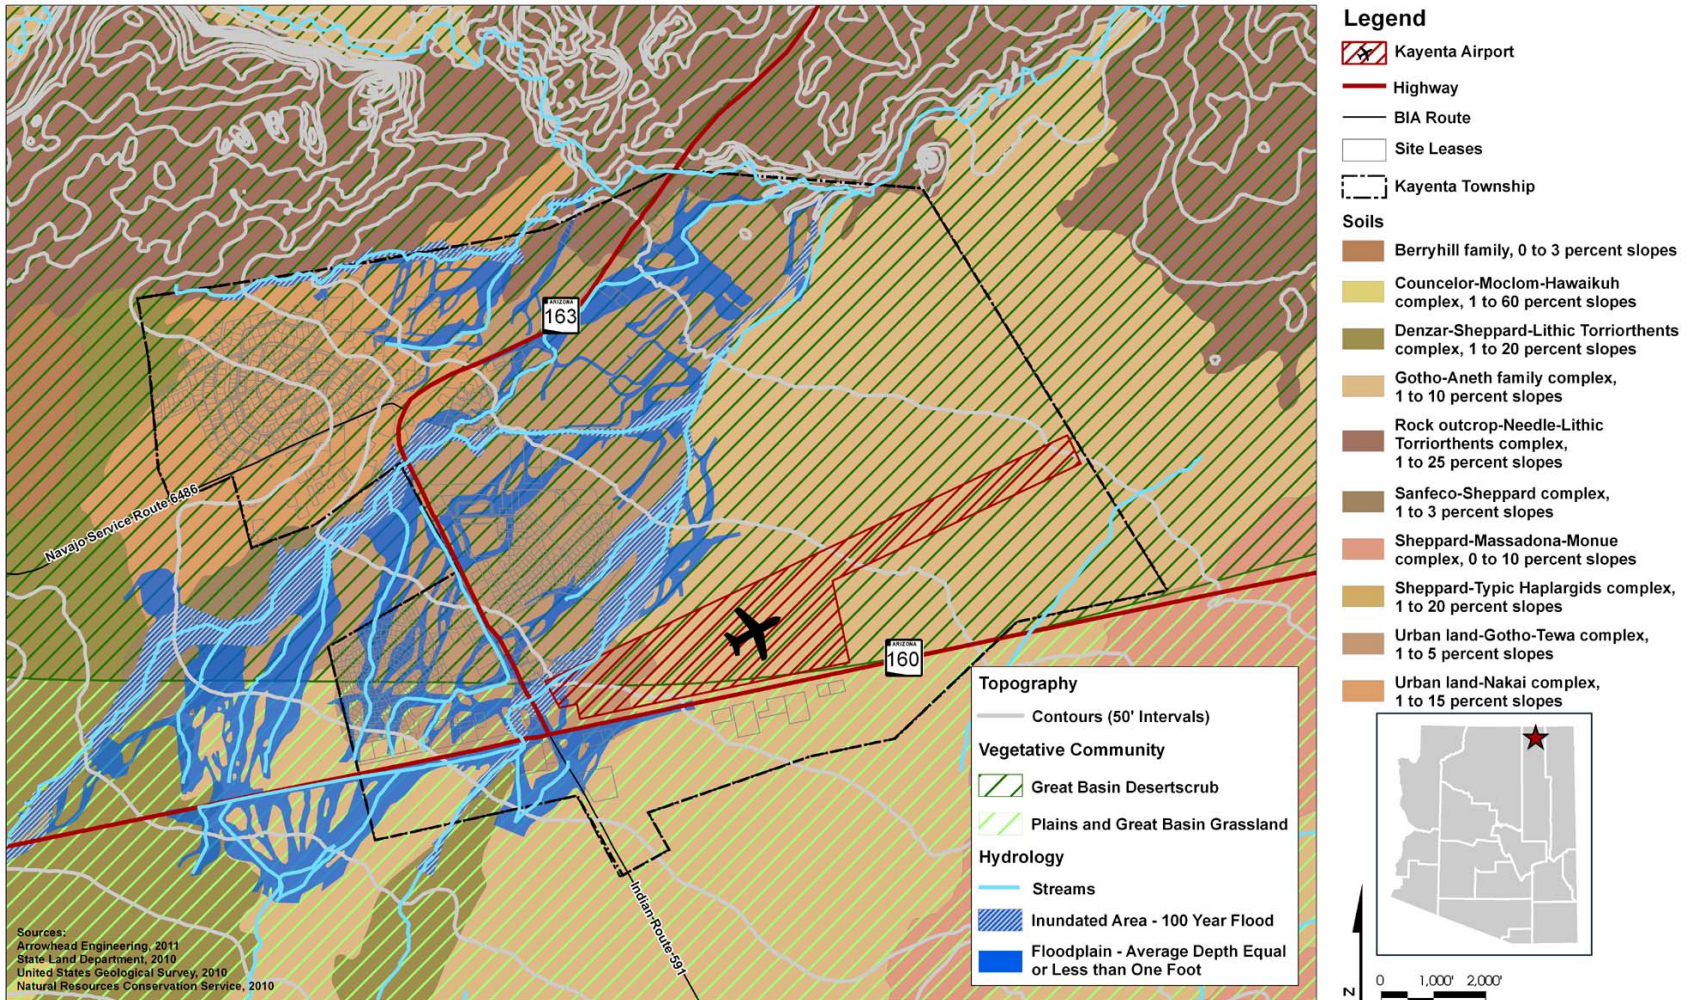 ARIZONA
163
Navajo Service Route 6486
ARIZONA
160
Indian Route 591
Sources:
Arrowhead Engineering, 2011
State Land Department, 2010
United States Geological Survey, 2010
Natural Resources Conservation Service, 2010
Topography
Contours (50' Intervals)
Vegetative Community
Great Basin Desertscrub
Plains and Great Basin Grassland
Hydrology
Streams
Inundated Area - 100 Year Flood
Floodplain - Average Depth Equal
or Less than One Foot
Legend
Kayenta Airport
Highway
BIA Route
Site Leases
Kayenta Township
Soils
Berryhill family, 0 to 3 percent slopes
Councelor-Moclom-Hawaikuh
complex, 1 to 60 percent slopes
Denzar-Sheppard-Lithic Torriorthents
complex, 1 to 20 percent slopes
Gotho-Aneth family complex,
1 to 10 percent slopes
Rock outcrop-Needle-Lithic
Torriorthents complex,
1 to 25 percent slopes
Sanfeco-Sheppard complex,
1 to 3 percent slopes
Sheppard-Massadona-Monue
complex, 0 to 10 percent slopes
Sheppard-Typic Haplargids complex,
1 to 20 percent slopes
Urban land-Gotho-Tewa complex,
1 to 5 percent slopes
Urban land-Nakai complex,
1 to 15 percent slopes
N
0 1,000' 2,000'